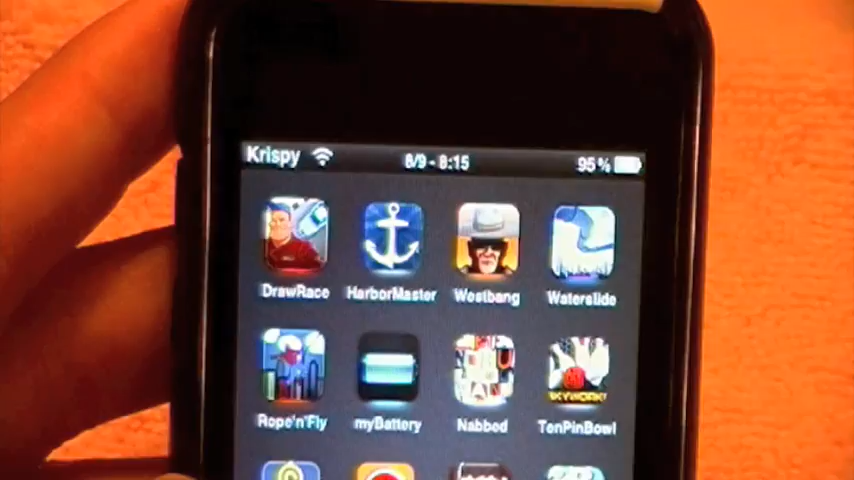 Krispy 8/9 - 8:15 95%
DrawRace HarborMaster Westbang Waterslide
Rope'n'Fly myBattery Nabbed TenPinBowl